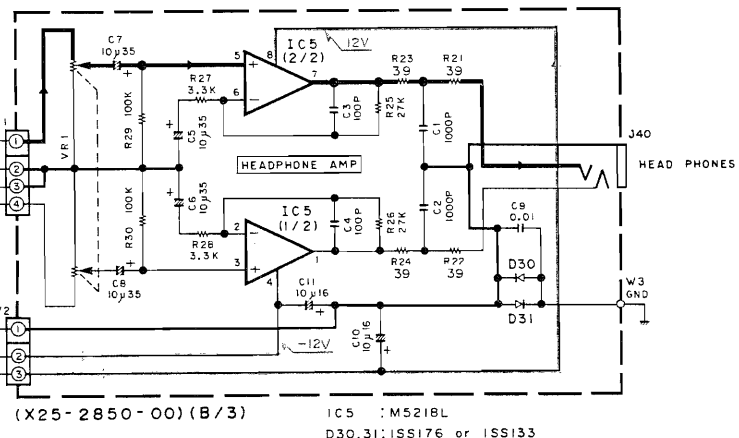 C7
10µ35
IC5
(2/2)
8
12V
R23
39
R21
39
5
+
7
R27
3.3K
6
−
100K
R29
VR1
C5
10µ35
C3
100P
R25
27K
C1
1000P
J40
HEAD PHONES
1
2
3
4
HEADPHONE AMP
100K
R30
C6
10µ35
IC5
(1/2)
C4
100P
R26
27K
C2
1000P
C9
0.01
2
−
R28
3.3K
3
+
1
R24
39
R22
39
C8
10µ35
4
C11
10µ16
D30
D31
W3
GND
1
2
3
-12V
C10
10µ16
(X25-2850-00)(B/3)
IC5 : M5218L
D30,31:ISS176 or ISS133